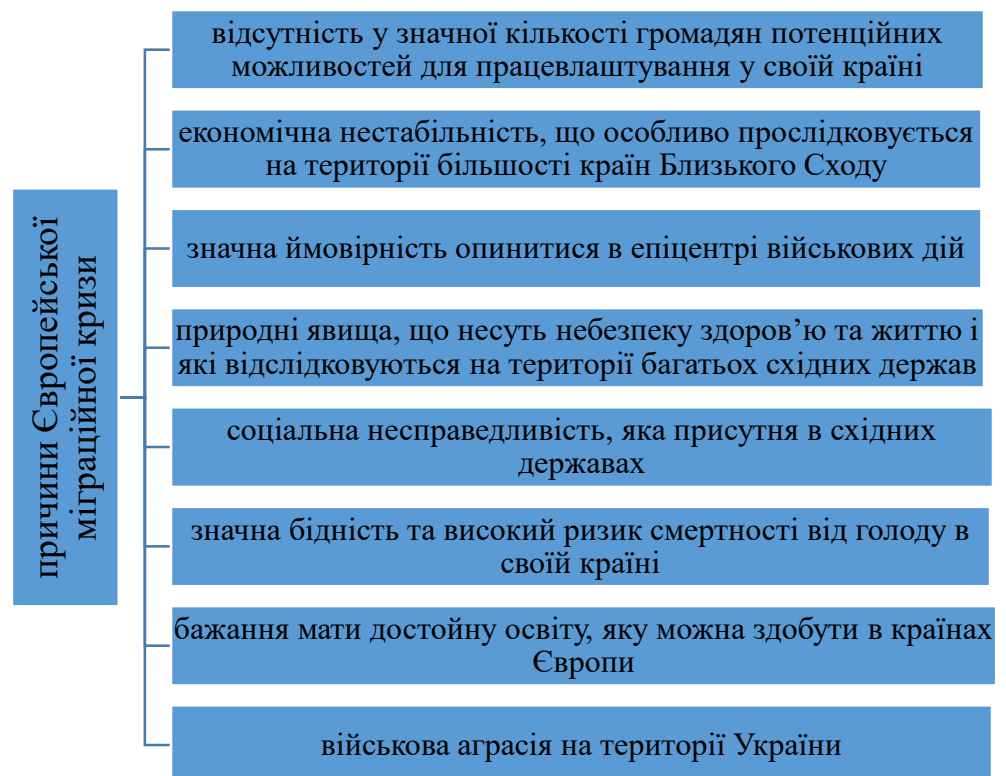 причини Європейської
міграційної кризи
відсутність у значної кількості громадян потенційних
можливостей для працевлаштування у своїй країні
економічна нестабільність, що особливо прослідковується
на території більшості країн Близького Сходу
значна ймовірність опинитися в епіцентрі військових дій
природні явища, що несуть небезпеку здоров’ю та життю і
які відслідковуються на території багатьох східних держав
соціальна несправедливість, яка присутня в східних
державах
значна бідність та високий ризик смертності від голоду в
своїй країні
бажання мати достойну освіту, яку можна здобути в країнах
Європи
військова аграсія на території України